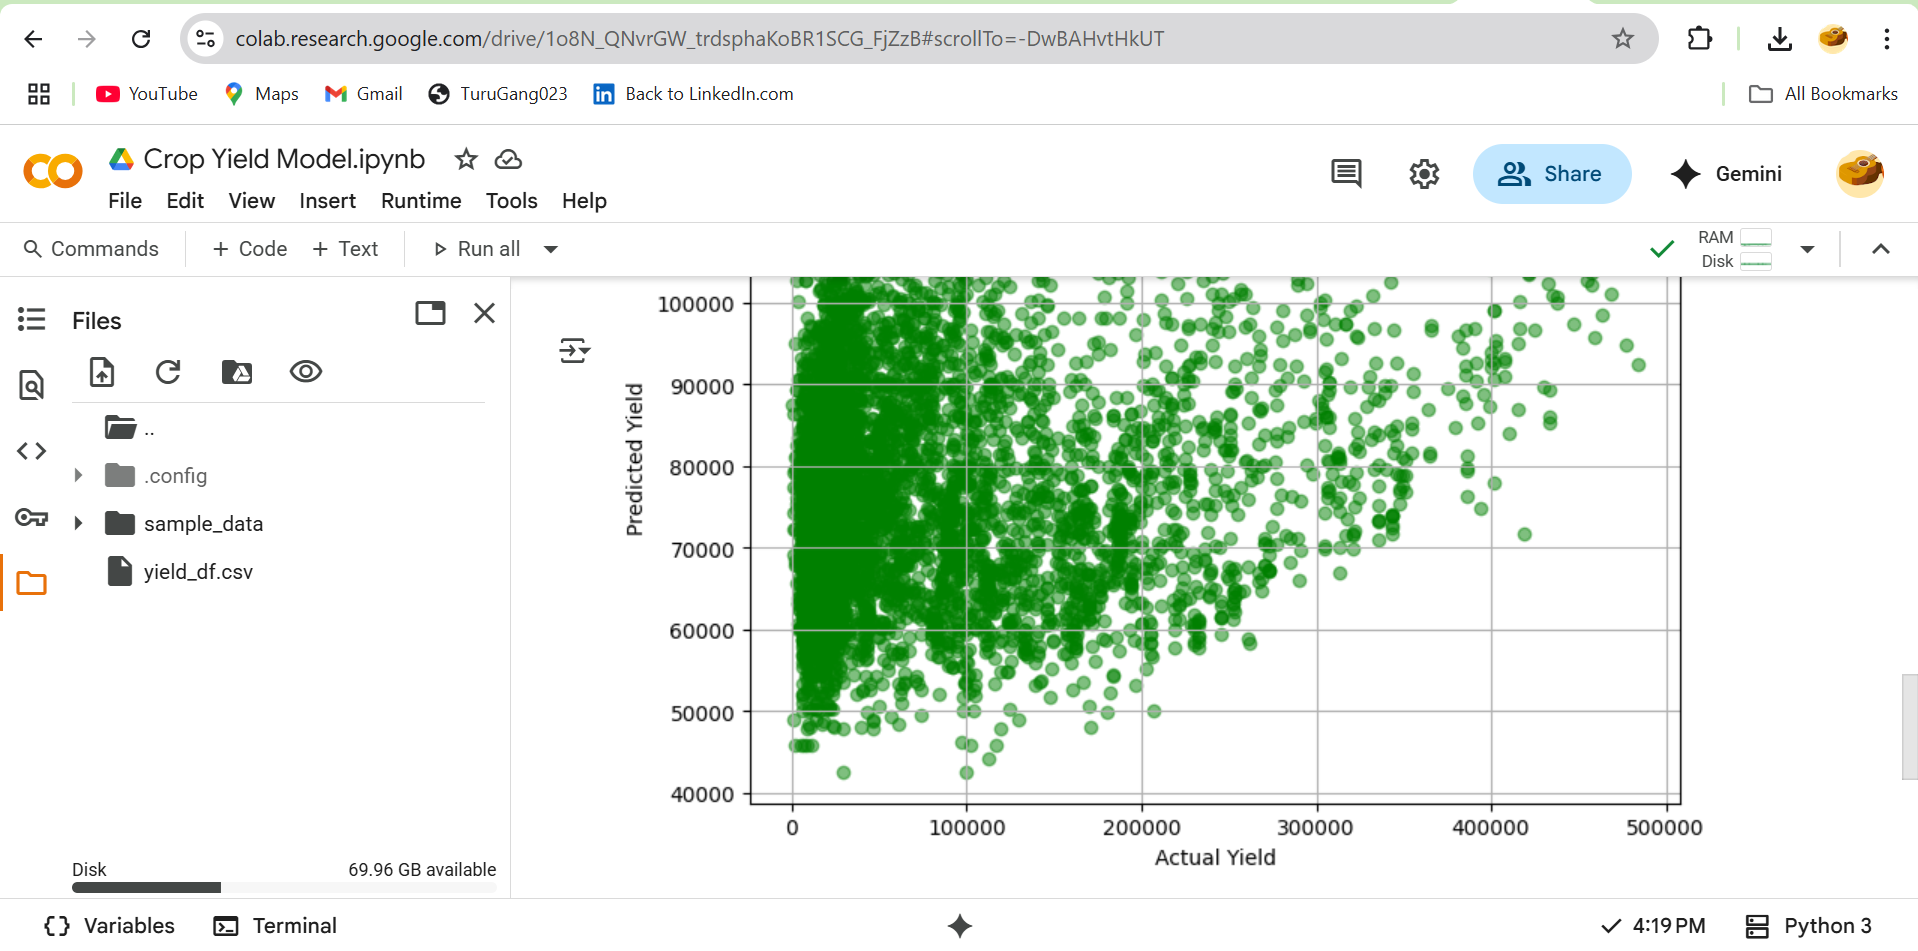 colab.research.google.com/drive/1o8N_QNvrGW_trdsphaKoBR1SCG_FjZzB#scrollTo=-DwBAHvtHkUT
YouTube Maps Gmail TuruGang023 Back to LinkedIn.com All Bookmarks
Crop Yield Model.ipynb
File Edit View Insert Runtime Tools Help
Share Gemini
Commands + Code + Text Run all
RAM
Disk
Files
..
.config
sample_data
yield_df.csv
Disk 69.96 GB available
Predicted Yield
100000
90000
80000
70000
60000
50000
40000
0 100000 200000 300000 400000 500000
Actual Yield
Variables Terminal 4:19 PM Python 3